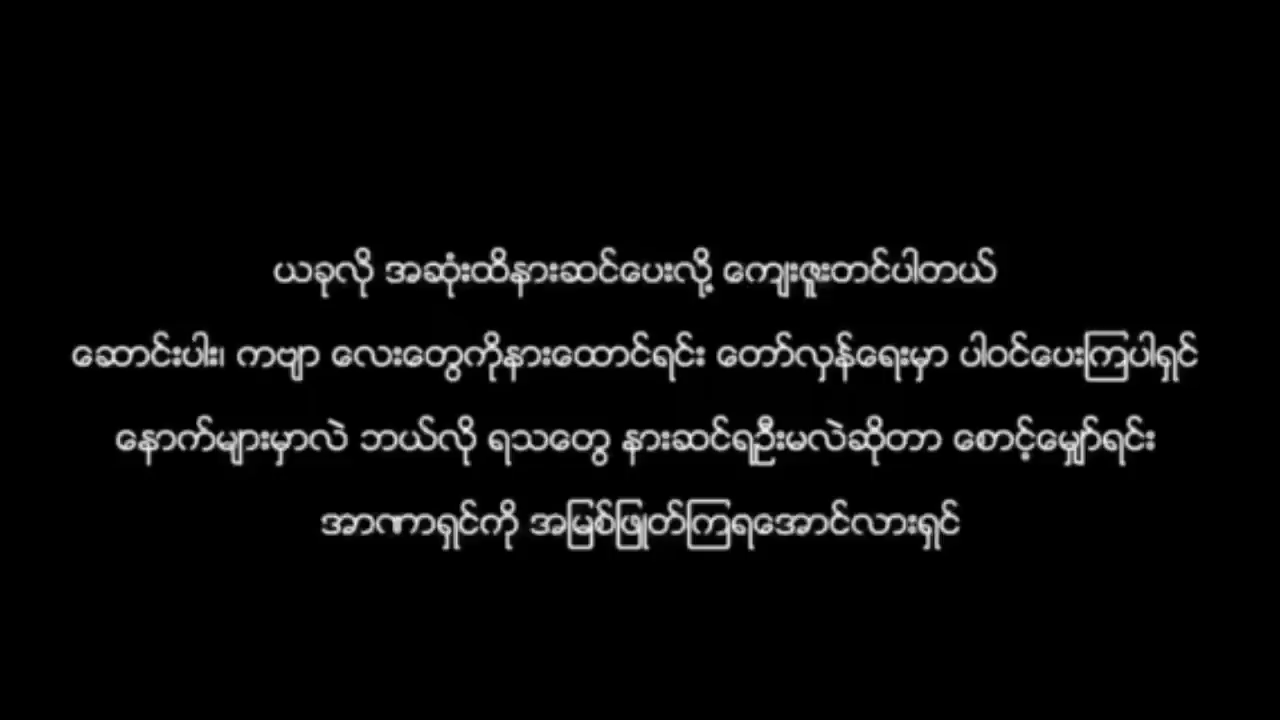 ယခုလို အဆုံးထိနားဆင်ပေးလို့ ကျေးဇူးတင်ပါတယ်
ဆောင်းပါး၊ ကဗျာ လေးတွေကိုနားထောင်ရင်း တော်လှန်ရေးမှာ ပါဝင်ပေးကြပါရှင်
နောက်များမှာလဲ ဘယ်လို ရသတွေ နားဆင်ရဦးမလဲဆိုတာ စောင့်မျှော်ရင်း
အာဏာရှင်ကို အမြစ်ဖြုတ်ကြရအောင်လားရှင်